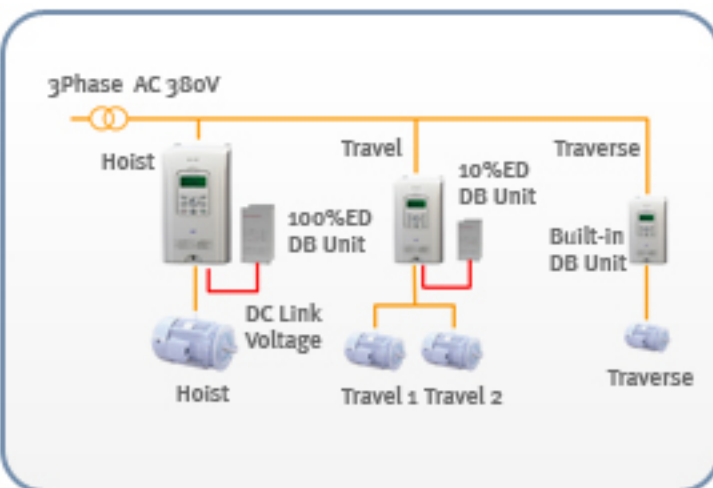 3Phase AC 380V
Hoist
100%ED
DB Unit
DC Link
Voltage
Hoist
Travel
10%ED
DB Unit
Travel 1 Travel 2
Traverse
Built-in
DB Unit
Traverse